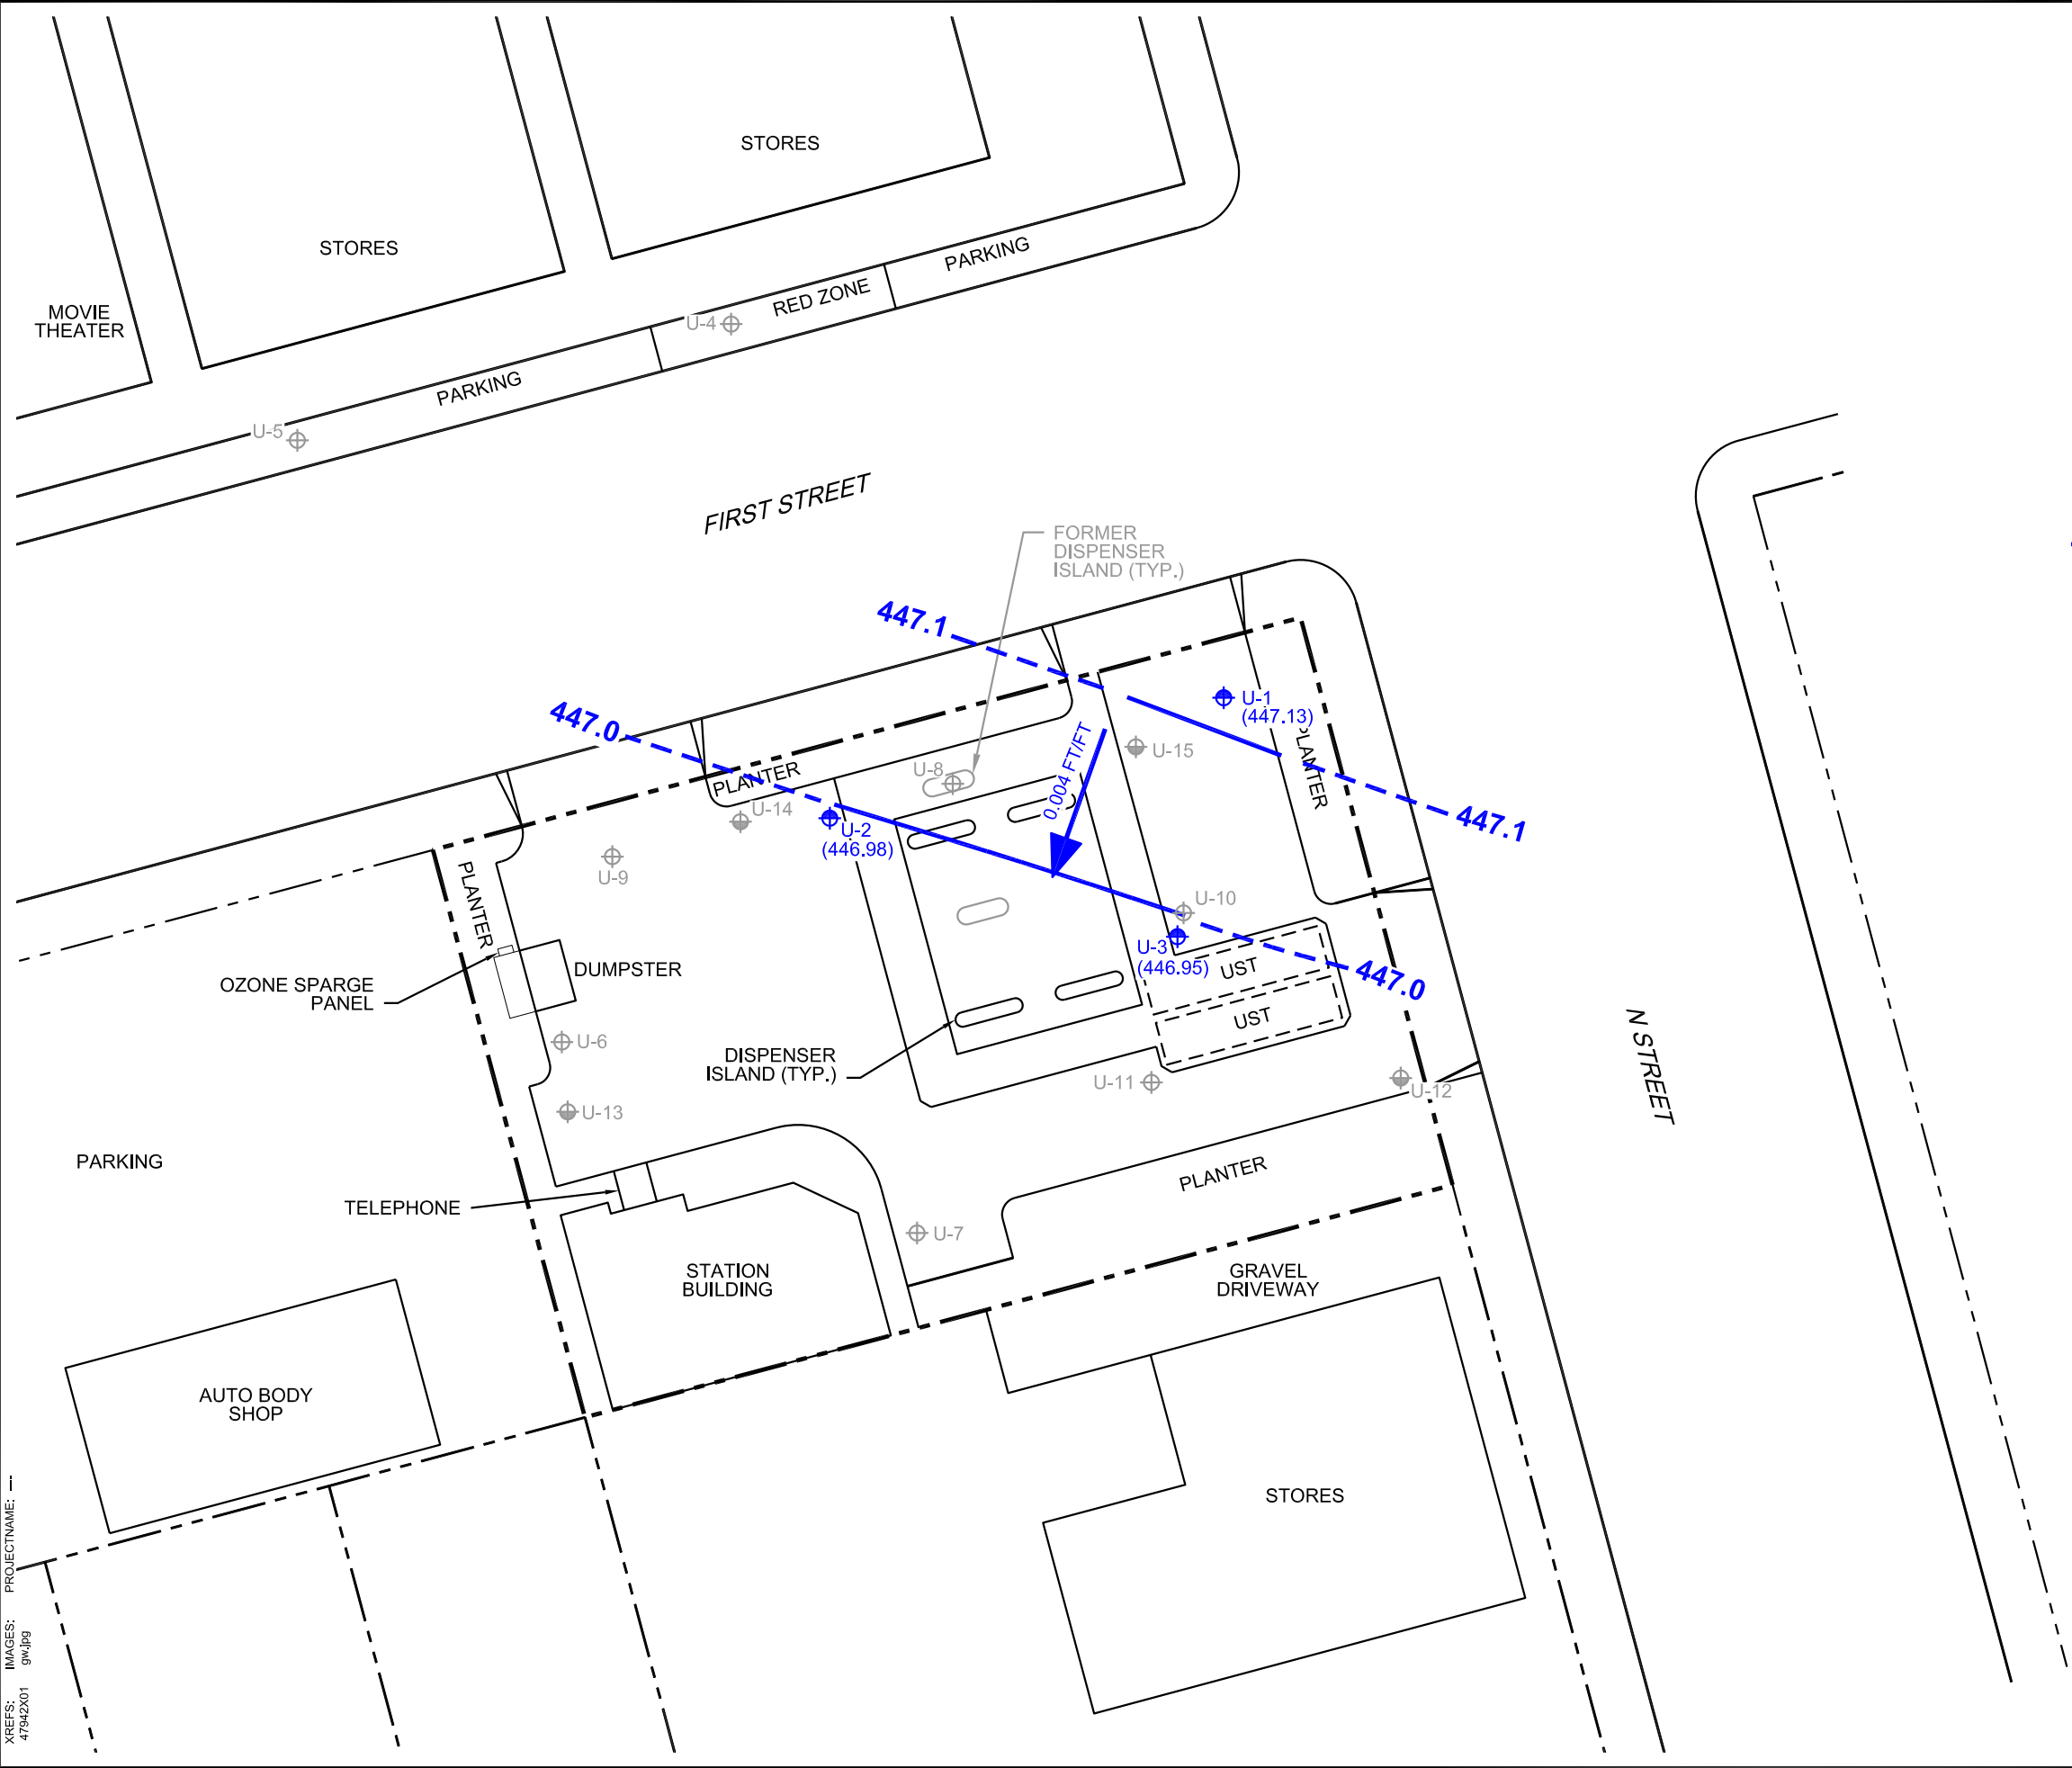 STORES
STORES
MOVIE
THEATER
PARKING
RED ZONE
U-4
PARKING
U-5
FIRST STREET
FORMER
DISPENSER
ISLAND (TYP.)
447.1
447.0
U-1
(447.13)
PLANTER
U-15
0.004 FT/FT
U-8
PLANTER
U-14
U-2
(446.98)
447.1
U-9
PLANTER
U-10
U-3
(446.95)
UST
447.0
UST
DUMPSTER
OZONE SPARGE
PANEL
U-6
DISPENSER
ISLAND (TYP.)
U-11
U-12
N STREET
U-13
PARKING
TELEPHONE
PLANTER
U-7
STATION
BUILDING
GRAVEL
DRIVEWAY
AUTO BODY
SHOP
STORES
XREFS: IMAGES: PROJECTNAME: ---
47942X01 gw.jpg